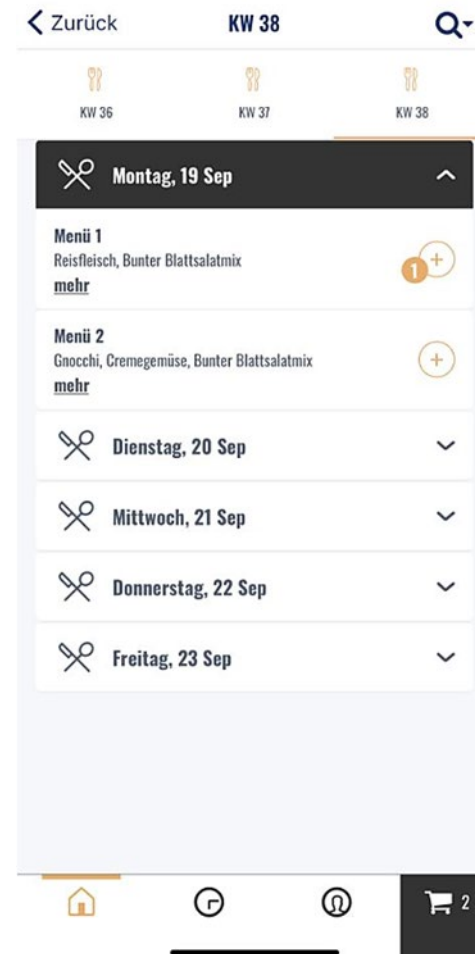 Zurück
KW 38
KW 36
KW 37
KW 38
Montag, 19 Sep
Menü 1
Reisfleisch, Bunter Blattsalatmix
mehr
1
Menü 2
Gnocchi, Cremegemüse, Bunter Blattsalatmix
mehr
Dienstag, 20 Sep
Mittwoch, 21 Sep
Donnerstag, 22 Sep
Freitag, 23 Sep
2